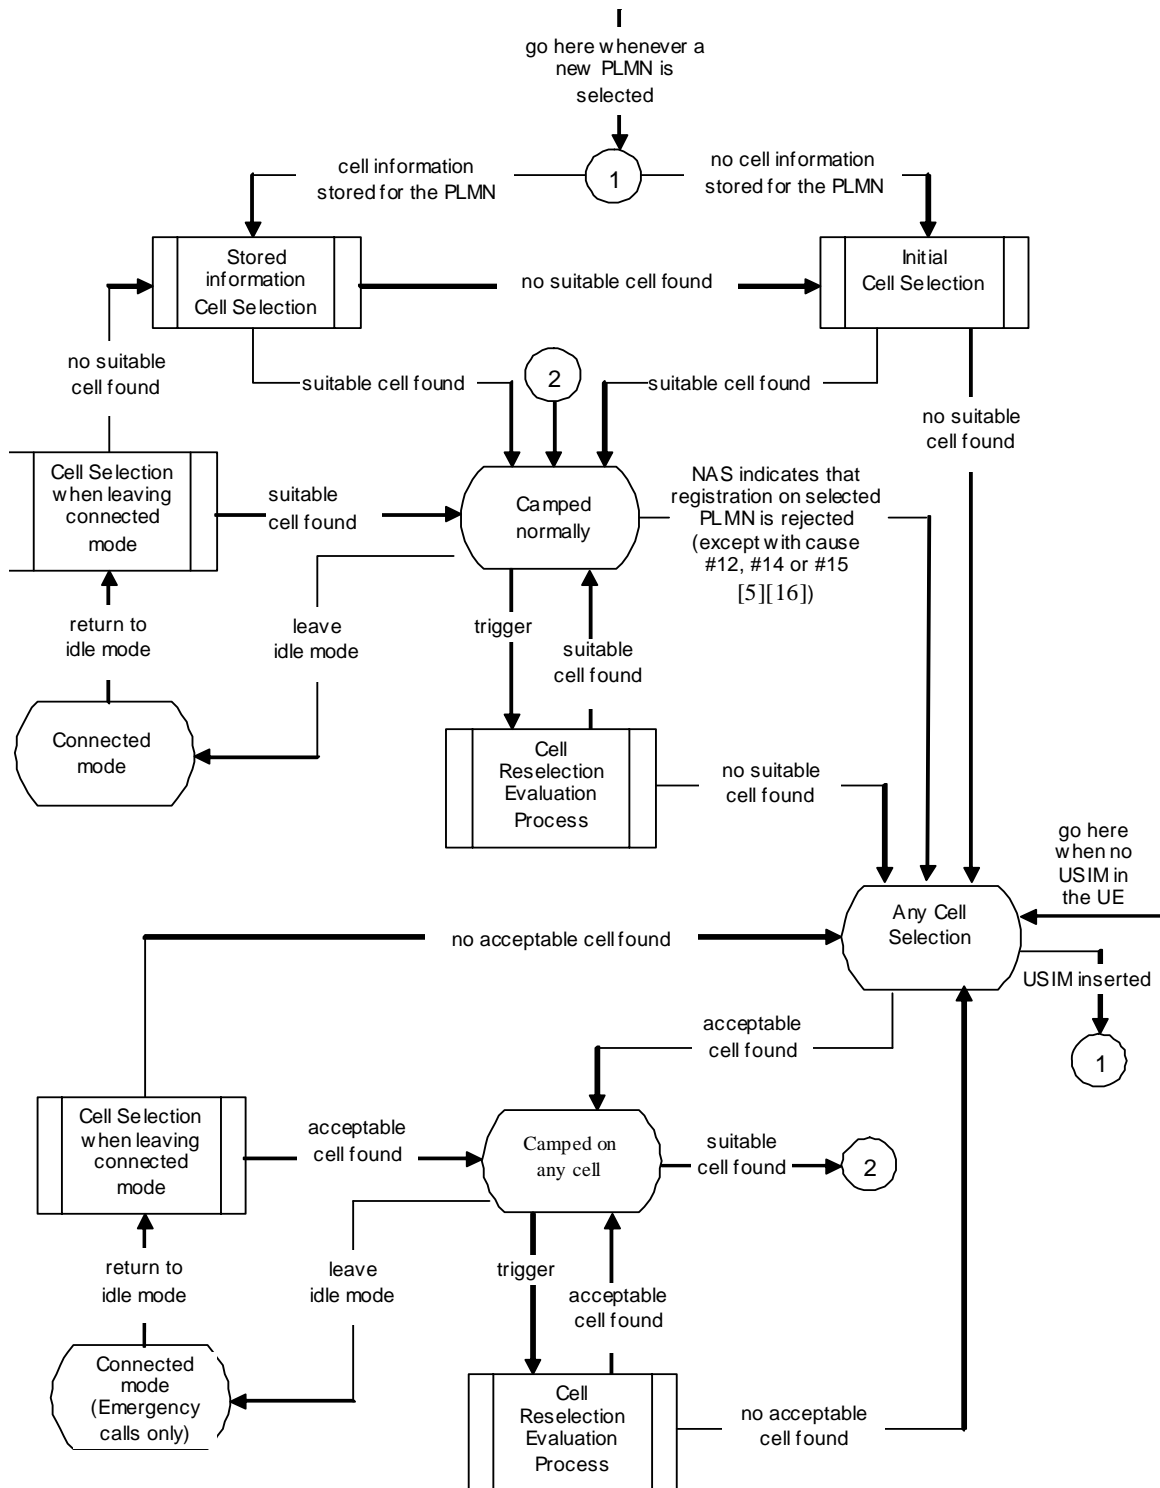 go here whenever a
new PLMN is
selected
1
cell information
stored for the PLMN
no cell information
stored for the PLMN
Stored
information
Cell Selection
no suitable cell found
Initial
Cell Selection
no suitable
cell found
suitable cell found
2
suitable cell found
no suitable
cell found
Cell Selection
when leaving
connected
mode
suitable
cell found
Camped
normally
NAS indicates that
registration on selected
PLMN is rejected
(except with cause
#12, #14 or #15
[5][16])
return to
idle mode
leave
idle mode
trigger
suitable
cell found
Connected
mode
Cell
Reselection
Evaluation
Process
no suitable
cell found
go here
when no
USIM in
the UE
Any Cell
Selection
no acceptable cell found
USIM inserted
1
acceptable
cell found
Cell Selection
when leaving
connected
mode
acceptable
cell found
Camped on
any cell
suitable
cell found
2
return to
idle mode
leave
idle mode
trigger
acceptable
cell found
Connected
mode
(Emergency
calls only)
Cell
Reselection
Evaluation
Process
no acceptable
cell found